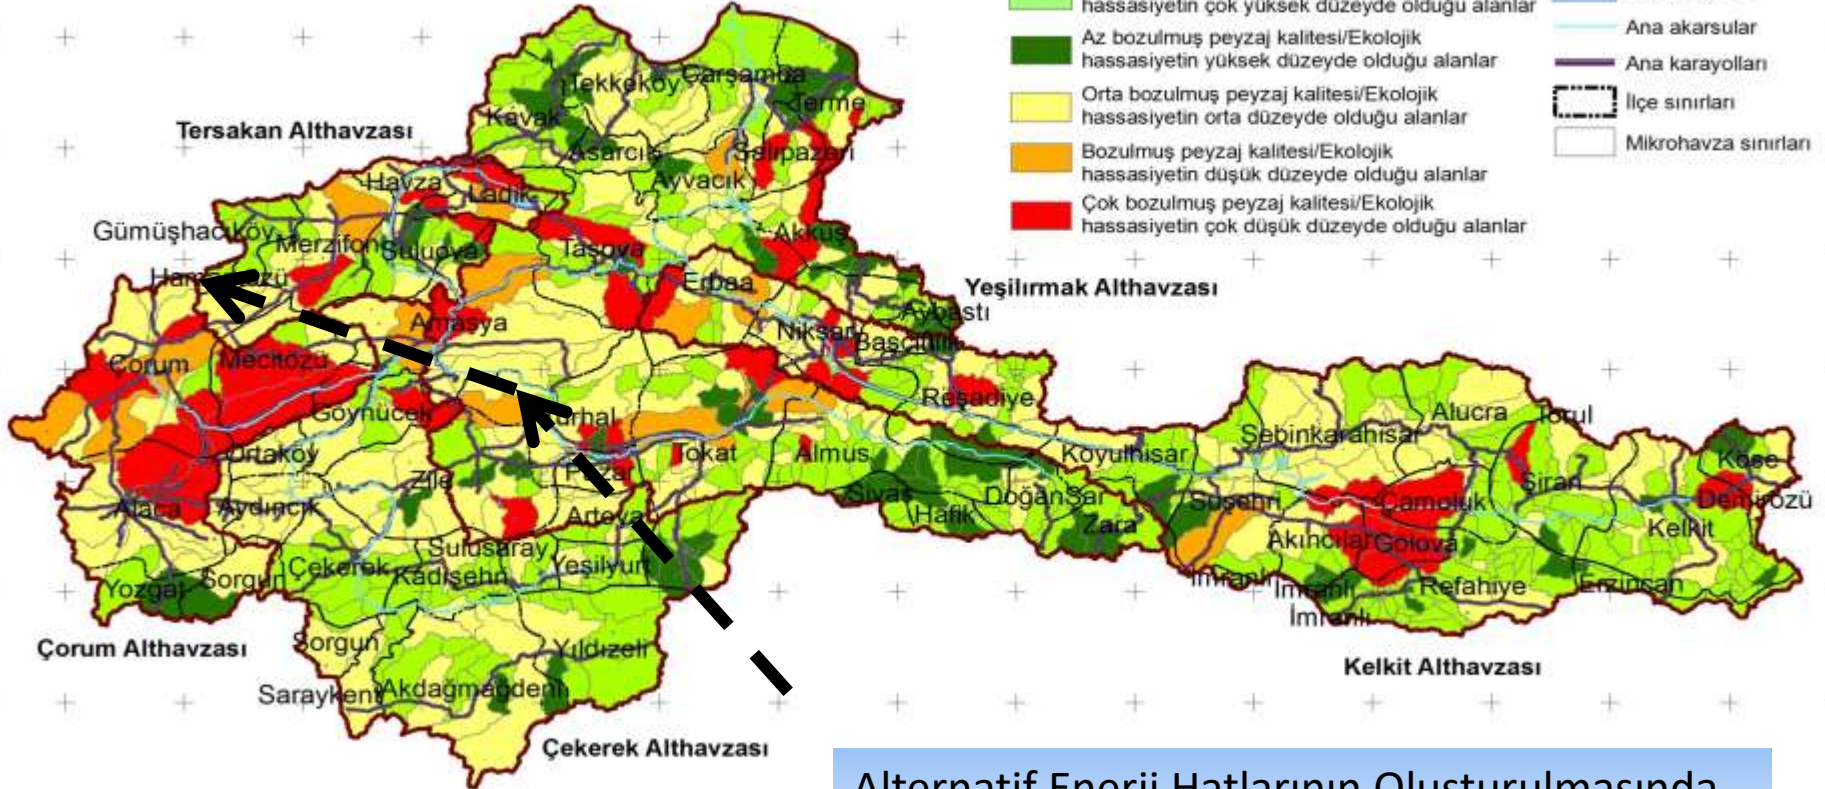 hassasiyetin çok yüksek düzeyde olduğu alanlar
Az bozulmuş peyzaj kalitesi/Ekolojik
hassasiyetin yüksek düzeyde olduğu alanlar
Orta bozulmuş peyzaj kalitesi/Ekolojik
hassasiyetin orta düzeyde olduğu alanlar
Bozulmuş peyzaj kalitesi/Ekolojik
hassasiyetin düşük düzeyde olduğu alanlar
Çok bozulmuş peyzaj kalitesi/Ekolojik
hassasiyetin çok düşük düzeyde olduğu alanlar
Ana akarsular
Ana karayolları
İlçe sınırları
Mikrohavza sınırları
Tekkeköy
Çarşamba
Terme
Kavak
Asarcık
Salıpazarı
Ayvacık
Tersakan Althavzası
Havza
Ladik
Gümüşhacıköy
Merzifon
Suluova
Taşova
Akkuş
Erbaa
Yeşilırmak Althavzası
Aybastı
Amasya
Niksar
Başçiftlik
Çorum
Mecitözü
Göynücek
Reşadiye
Alucra
Torul
Şebinkarahisar
Ortaköy
Tokat
Almus
Koyulhisar
Köse
Zile
Pazar
Sivas
Doğanşar
Suşehri
Çamoluk
Şiran
Demirözü
Alaca
Aydıncık
Artova
Hafik
Zara
Akıncılar
Gölova
Kelkit
Sulusaray
Yeşilyurt
Çekerek
Kadışehri
Yozgat
Sorgun
İmranlı
İmranlı
İmranlı
Refahiye
Erzincan
Çorum Althavzası
Sorgun
Yıldızeli
Kelkit Althavzası
Saraykent
Akdağmağdeni
Çekerek Althavzası
Alternatif Enerji Hatlarının Oluşturulmasında